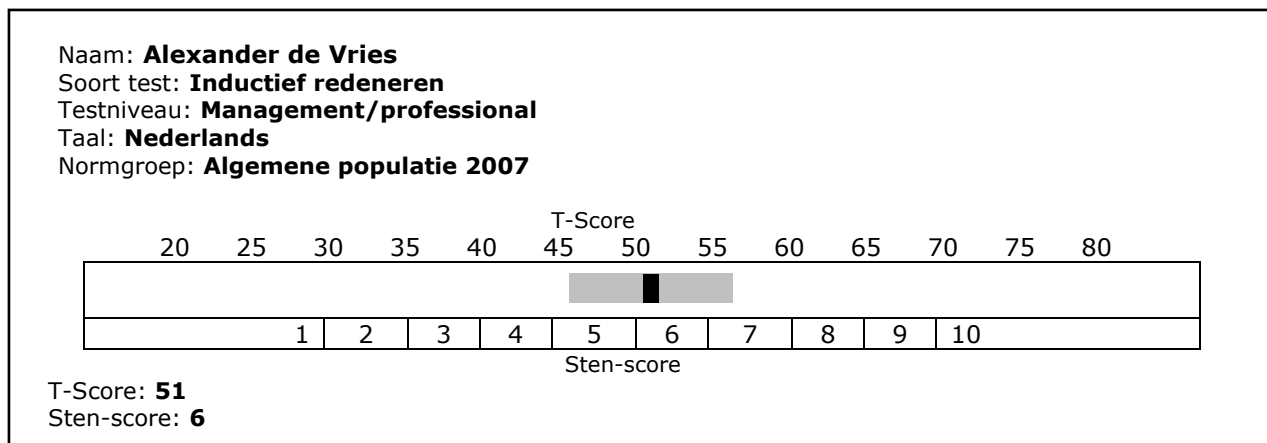 Naam: Alexander de Vries
Soort test: Inductief redeneren
Testniveau: Management/professional
Taal: Nederlands
Normgroep: Algemene populatie 2007
T-Score
20 25 30 35 40 45 50 55 60 65 70 75 80
1 2 3 4 5 6 7 8 9 10
Sten-score
T-Score: 51
Sten-score: 6